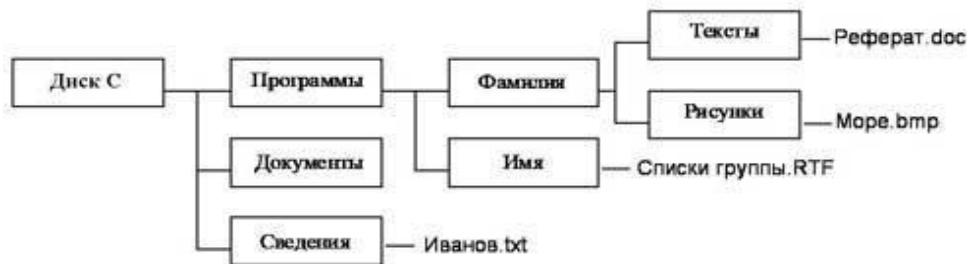 Тексты
Реферат.doc
Диск С
Программы
Фамилия
Рисунки
Море.bmp
Документы
Имя
Списки группы.RTF
Сведения
Иванов.txt